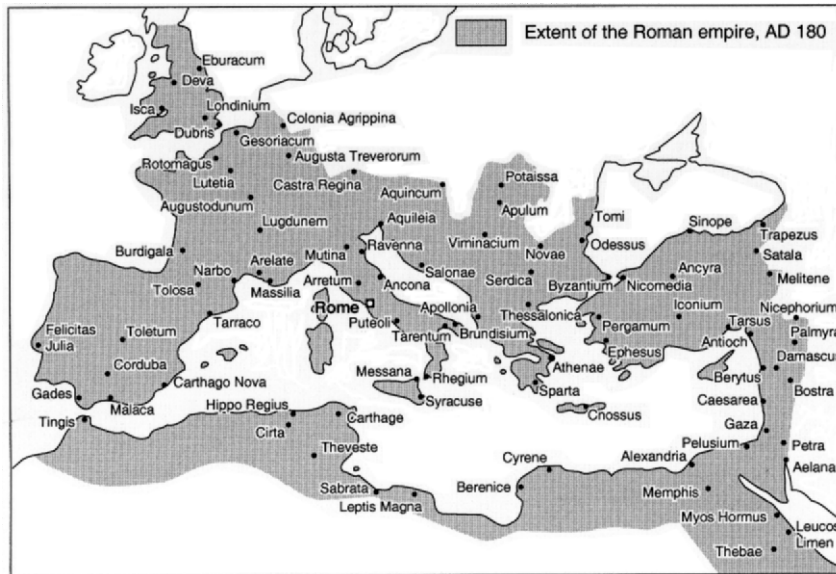 Extent of the Roman empire, AD 180
Eburacum
Deva
Londinium
Isca
Dubris
Colonia Agrippina
Gesoriacum
Rotomagus
Augusta Treverorum
Lutetia
Castra Regina
Aquincum
Potaissa
Augustodunum
Apulum
Lugdunem
Aquileia
Tomi
Sinope
Trapezus
Burdigala
Mutina
Ravenna
Viminacium
Novae
Odessus
Satala
Narbo
Arelate
Arretum
Salonae
Serdica
Ancyra
Melitene
Tolosa
Massilia
Ancona
Byzantium
Nicomedia
Rome
Apollonia
Thessalonica
Iconium
Nicephorium
Felicitas
Julia
Toletum
Tarraco
Puteoli
Tarentum
Brundisium
Pergamum
Tarsus
Palmyra
Antioch
Ephesus
Corduba
Messana
Rhegium
Athenae
Damascus
Gades
Carthago Nova
Sparta
Berytus
Bostra
Malaca
Syracuse
Caesarea
Tingis
Hippo Regius
Carthage
Cnossus
Cirta
Gaza
Theveste
Pelusium
Petra
Cyrene
Alexandria
Aelana
Sabrata
Berenice
Memphis
Leptis Magna
Myos Hormus
Leucos
Limen
Thebae